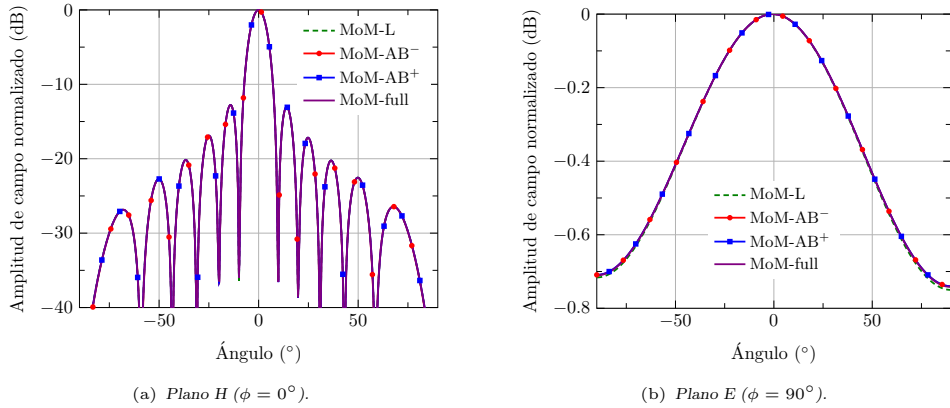 Amplitud de campo normalizado (dB)
0
−10
−20
−30
−40
−50
0
50
Ángulo (°)
MoM-L
MoM-AB⁻
MoM-AB⁺
MoM-full
(a) Plano H (ϕ = 0°).
Amplitud de campo normalizado (dB)
0
−0.2
−0.4
−0.6
−0.8
−50
0
50
Ángulo (°)
MoM-L
MoM-AB⁻
MoM-AB⁺
MoM-full
(b) Plano E (ϕ = 90°).